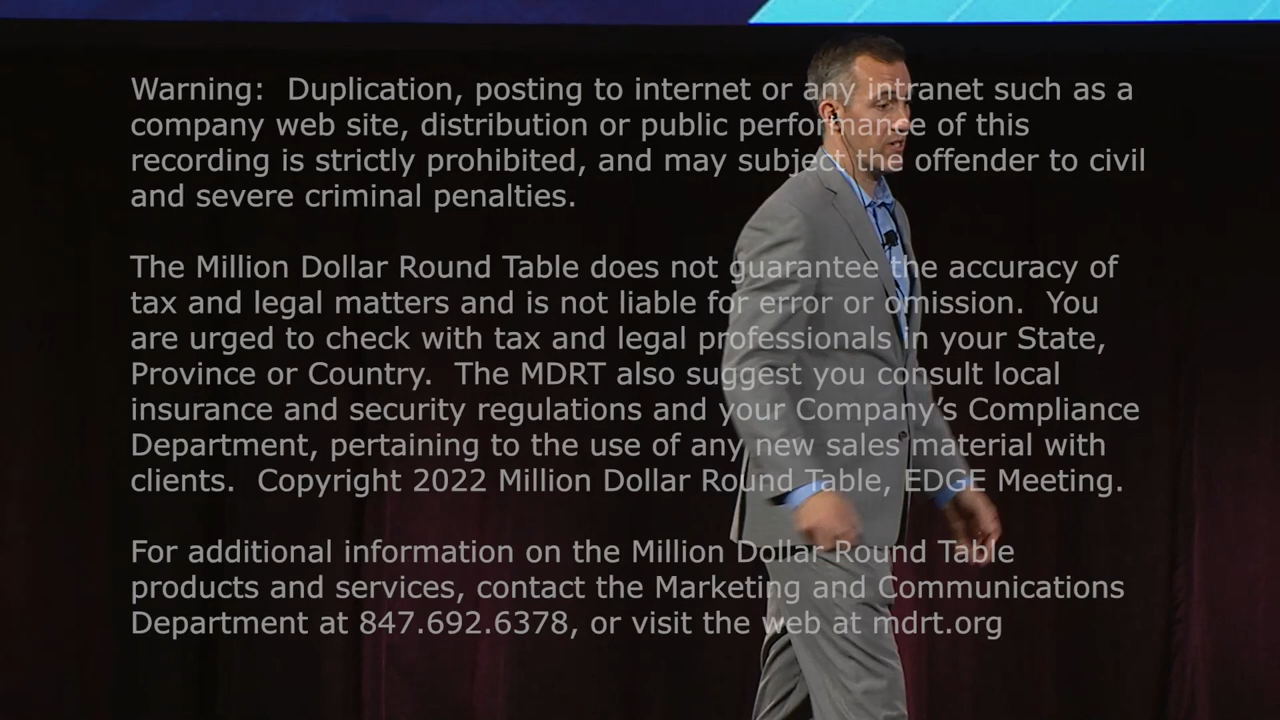 Warning:  Duplication, posting to internet or any intranet such as a
company web site, distribution or public performance of this
recording is strictly prohibited, and may subject the offender to civil
and severe criminal penalties.
The Million Dollar Round Table does not guarantee the accuracy of
tax and legal matters and is not liable for error or omission.  You
are urged to check with tax and legal professionals in your State,
Province or Country.  The MDRT also suggest you consult local
insurance and security regulations and your Company’s Compliance
Department, pertaining to the use of any new sales material with
clients.  Copyright 2022 Million Dollar Round Table, EDGE Meeting.
For additional information on the Million Dollar Round Table
products and services, contact the Marketing and Communications
Department at 847.692.6378, or visit the web at mdrt.org